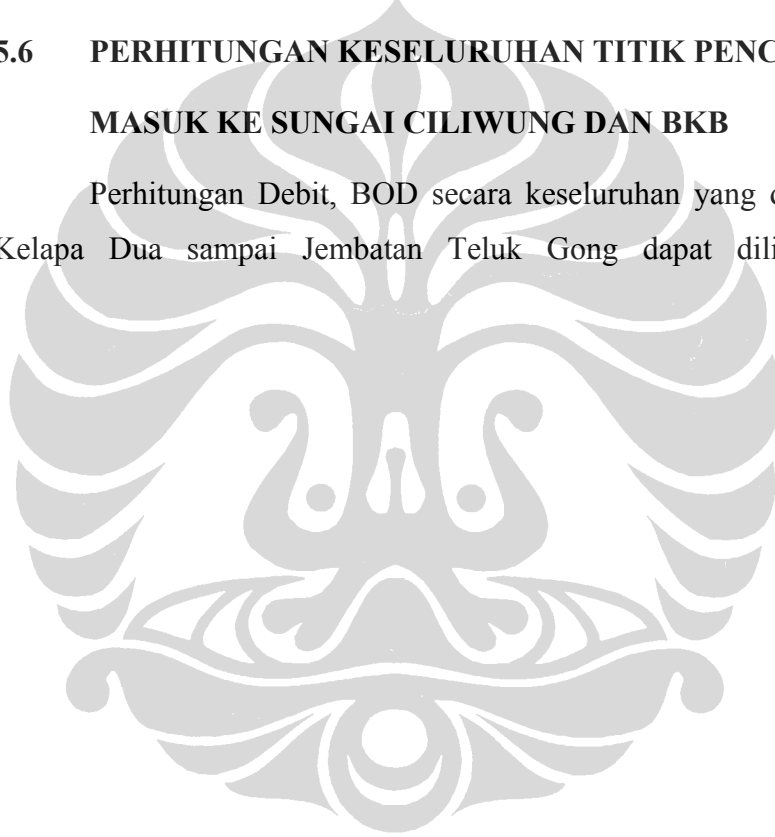 5.6 PERHITUNGAN KESELURUHAN TITIK PENC
MASUK KE SUNGAI CILIWUNG DAN BKB
Perhitungan Debit, BOD secara keseluruhan yang
Kelapa Dua sampai Jembatan Teluk Gong dapat dili